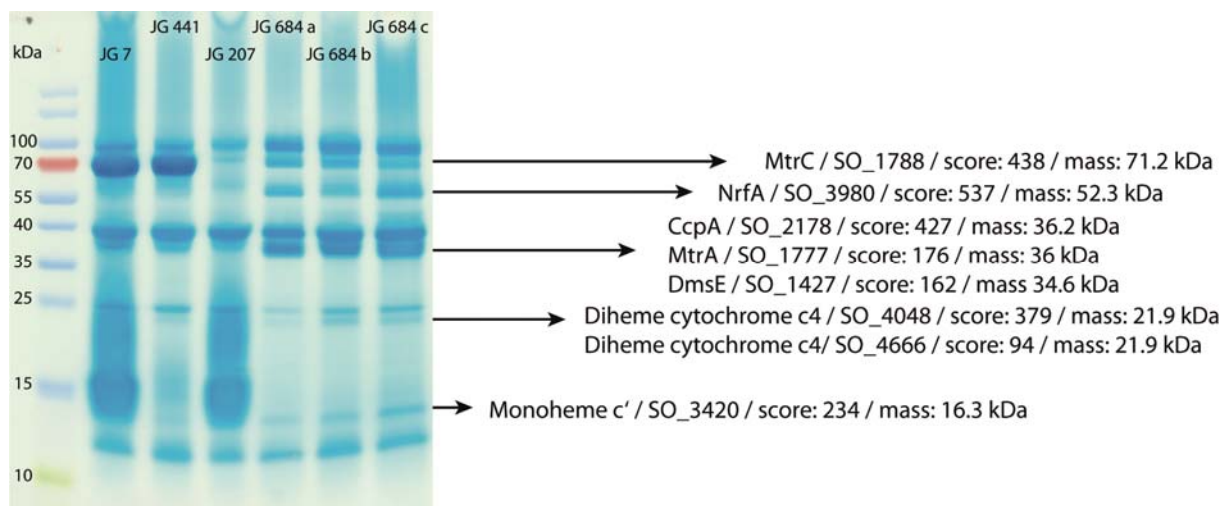 JG 441 JG 684 a JG 684 c
kDa JG 7 JG 207 JG 684 b
100
70
55
40
35
25
15
10
MtrC / SO_1788 / score: 438 / mass: 71.2 kDa
NrfA / SO_3980 / score: 537 / mass: 52.3 kDa
CcpA / SO_2178 / score: 427 / mass: 36.2 kDa
MtrA / SO_1777 / score: 176 / mass: 36 kDa
DmsE / SO_1427 / score: 162 / mass 34.6 kDa
Diheme cytochrome c4 / SO_4048 / score: 379 / mass: 21.9 kDa
Diheme cytochrome c4/ SO_4666 / score: 94 / mass: 21.9 kDa
Monoheme c‘ / SO_3420 / score: 234 / mass: 16.3 kDa